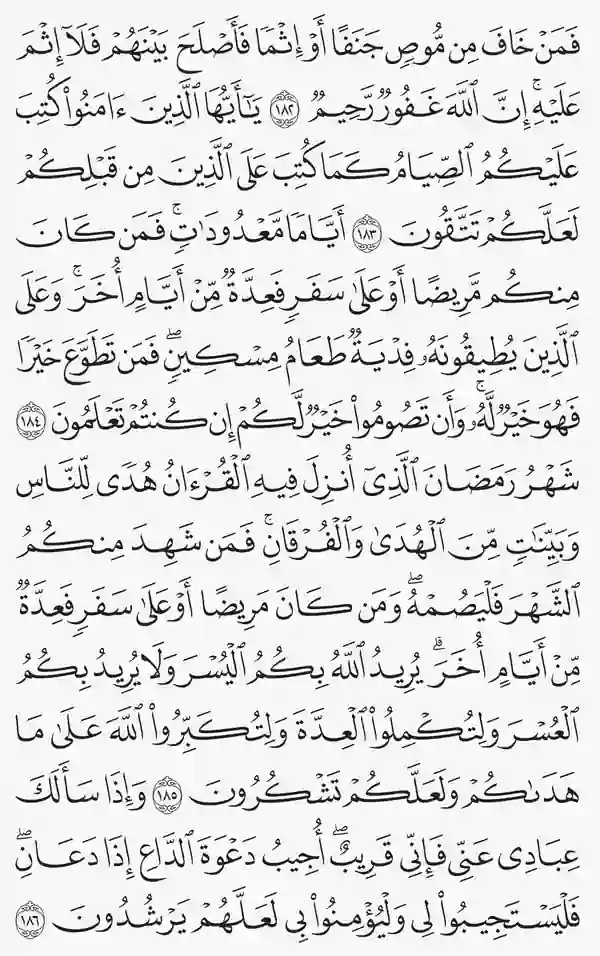 فَمَنْ خَافَ مِن مُّوصٍ جَنَفًا أَوْ إِثْمًا فَأَصْلَحَ بَيْنَهُمْ فَلَآ إِثْمَ
عَلَيْهِ ۚ إِنَّ ٱللَّهَ غَفُورٌ رَّحِيمٌ ١٨٢ يَـٰٓأَيُّهَا ٱلَّذِينَ ءَامَنُوا۟ كُتِبَ
عَلَيْكُمُ ٱلصِّيَامُ كَمَا كُتِبَ عَلَى ٱلَّذِينَ مِن قَبْلِكُمْ
لَعَلَّكُمْ تَتَّقُونَ ١٨٣ أَيَّامًا مَّعْدُودَٰتٍ ۚ فَمَن كَانَ
مِنكُم مَّرِيضًا أَوْ عَلَىٰ سَفَرٍ فَعِدَّةٌ مِّنْ أَيَّامٍ أُخَرَ ۚ وَعَلَى
ٱلَّذِينَ يُطِيقُونَهُۥ فِدْيَةٌ طَعَامُ مِسْكِينٍ ۖ فَمَن تَطَوَّعَ خَيْرًا
فَهُوَ خَيْرٌ لَّهُۥ ۚ وَأَن تَصُومُوا۟ خَيْرٌ لَّكُمْ إِن كُنتُمْ تَعْلَمُونَ ١٨٤
شَهْرُ رَمَضَانَ ٱلَّذِىٓ أُنزِلَ فِيهِ ٱلْقُرْءَانُ هُدًى لِّلنَّاسِ
وَبَيِّنَـٰتٍ مِّنَ ٱلْهُدَىٰ وَٱلْفُرْقَانِ ۚ فَمَن شَهِدَ مِنكُمُ
ٱلشَّهْرَ فَلْيَصُمْهُ ۖ وَمَن كَانَ مَرِيضًا أَوْ عَلَىٰ سَفَرٍ فَعِدَّةٌ
مِّنْ أَيَّامٍ أُخَرَ ۗ يُرِيدُ ٱللَّهُ بِكُمُ ٱلْيُسْرَ وَلَا يُرِيدُ بِكُمُ
ٱلْعُسْرَ وَلِتُكْمِلُوا۟ ٱلْعِدَّةَ وَلِتُكَبِّرُوا۟ ٱللَّهَ عَلَىٰ مَا
هَدَىٰكُمْ وَلَعَلَّكُمْ تَشْكُرُونَ ١٨٥ وَإِذَا سَأَلَكَ
عِبَادِى عَنِّى فَإِنِّى قَرِيبٌ ۖ أُجِيبُ دَعْوَةَ ٱلدَّاعِ إِذَا دَعَانِ ۖ
فَلْيَسْتَجِيبُوا۟ لِى وَلْيُؤْمِنُوا۟ بِى لَعَلَّهُمْ يَرْشُدُونَ ١٨٦